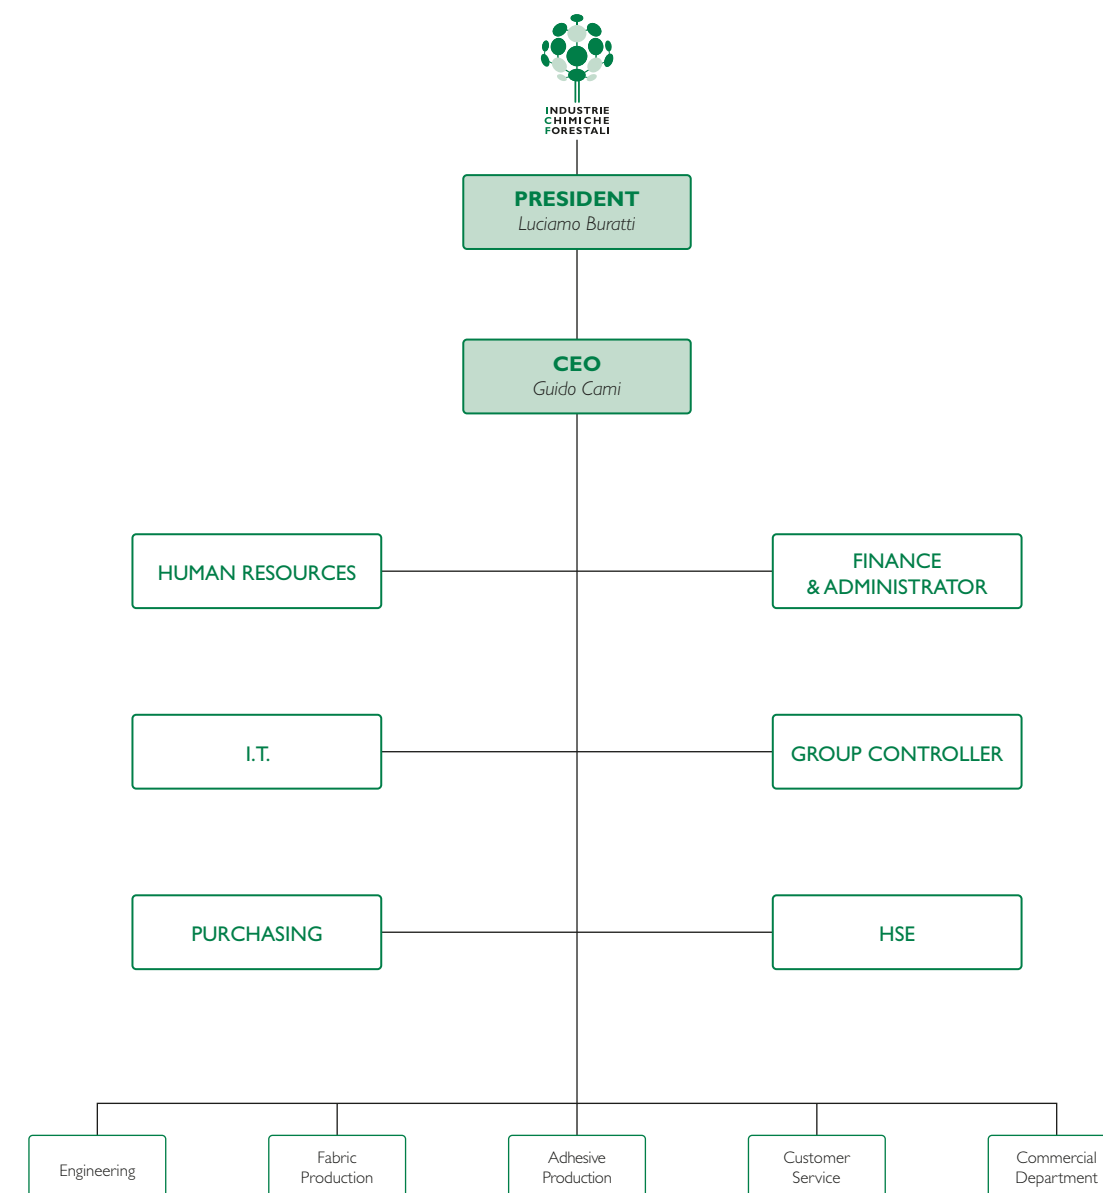 INDUSTRIE
CHIMICHE
FORESTALI
PRESIDENT
Luciamo Buratti
CEO
Guido Cami
HUMAN RESOURCES
FINANCE
& ADMINISTRATOR
I.T.
GROUP CONTROLLER
PURCHASING
HSE
Engineering
Fabric
Production
Adhesive
Production
Customer
Service
Commercial
Department